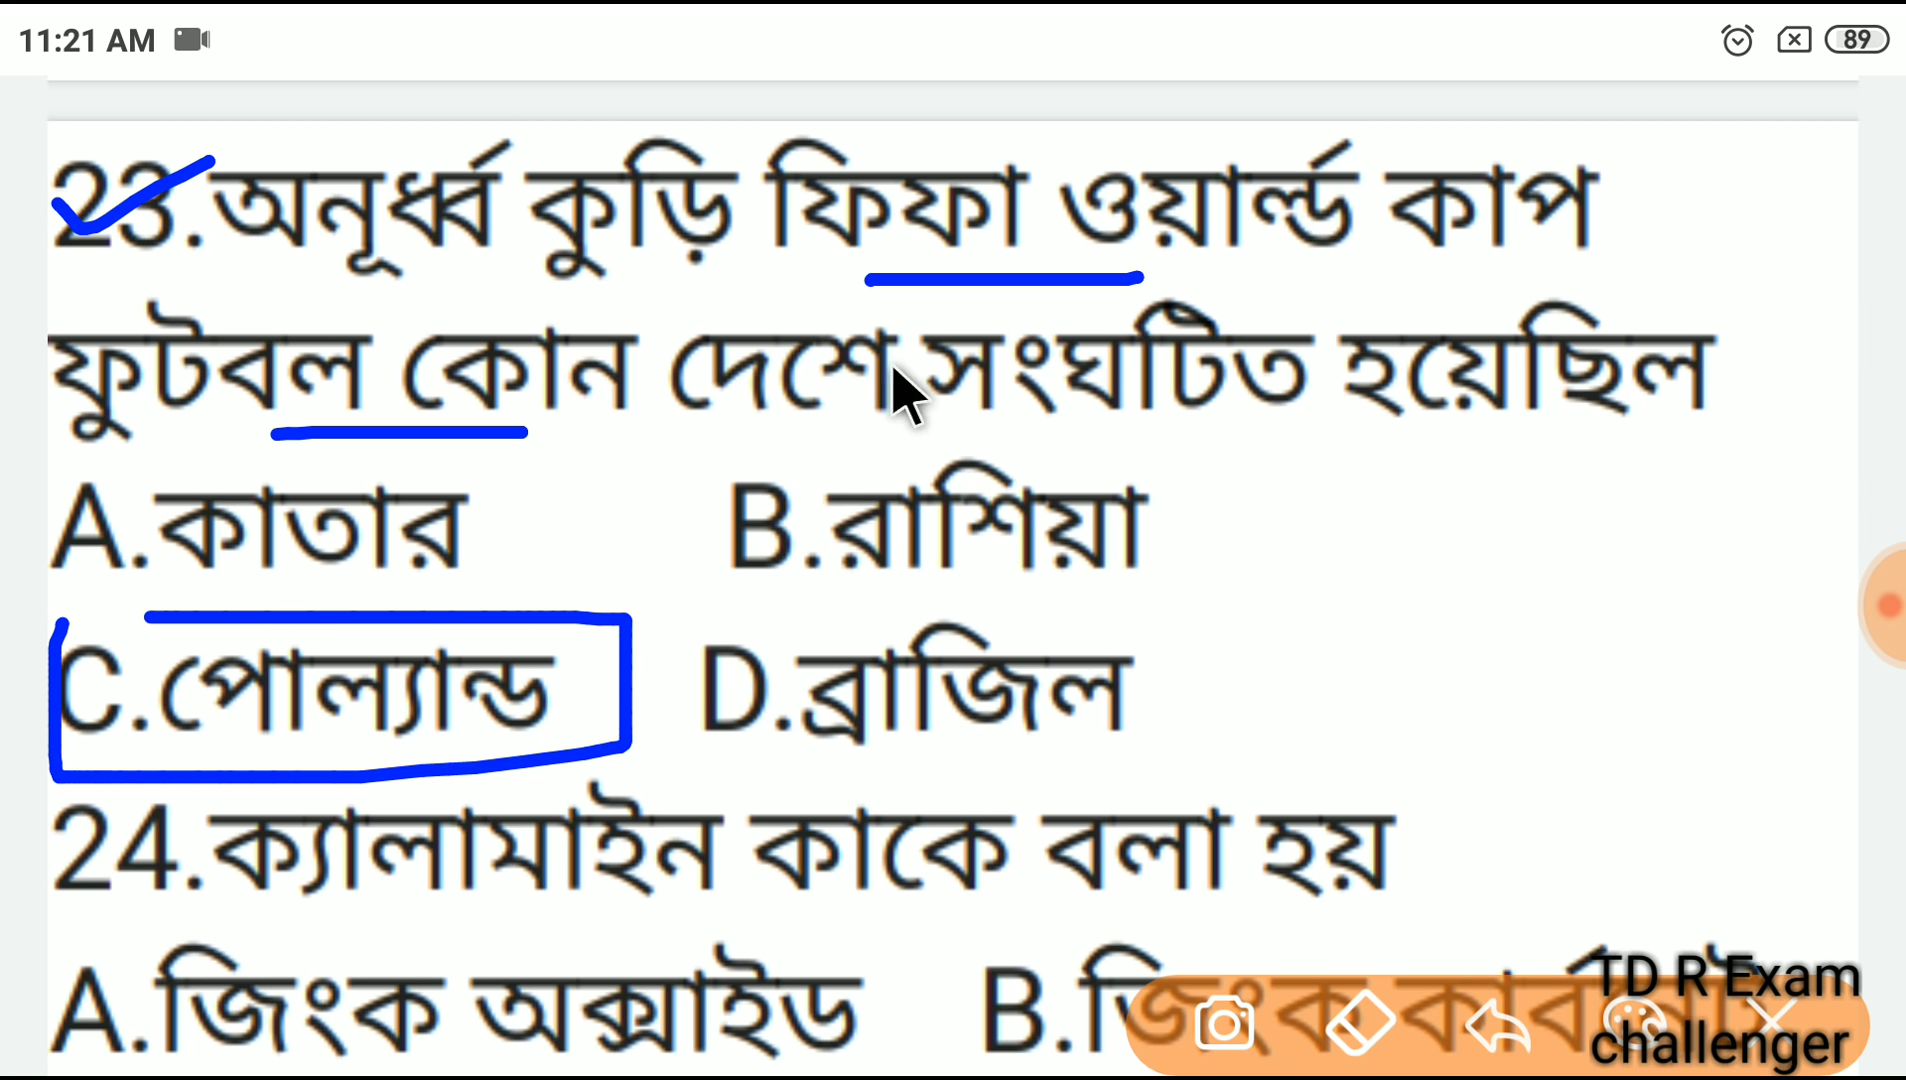 11:21 AM
89
23.অনূর্ধ্ব কুড়ি ফিফা ওয়ার্ল্ড কাপ
ফুটবল কোন দেশে সংঘটিত হয়েছিল
A.কাতার B.রাশিয়া
C.পোল্যান্ড D.ব্রাজিল
24.ক্যালামাইন কাকে বলা হয়
A.জিংক অক্সাইড B.জিংক
TD R Exam
challenger